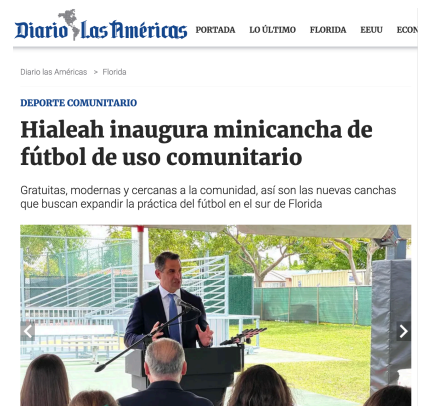 Diario Las Américas PORTADA LO ÚLTIMO FLORIDA EEUU ECON
Diario las Américas > Florida
DEPORTE COMUNITARIO
Hialeah inaugura minicancha de
fútbol de uso comunitario
Gratuitas, modernas y cercanas a la comunidad, así son las nuevas canchas
que buscan expandir la práctica del fútbol en el sur de Florida